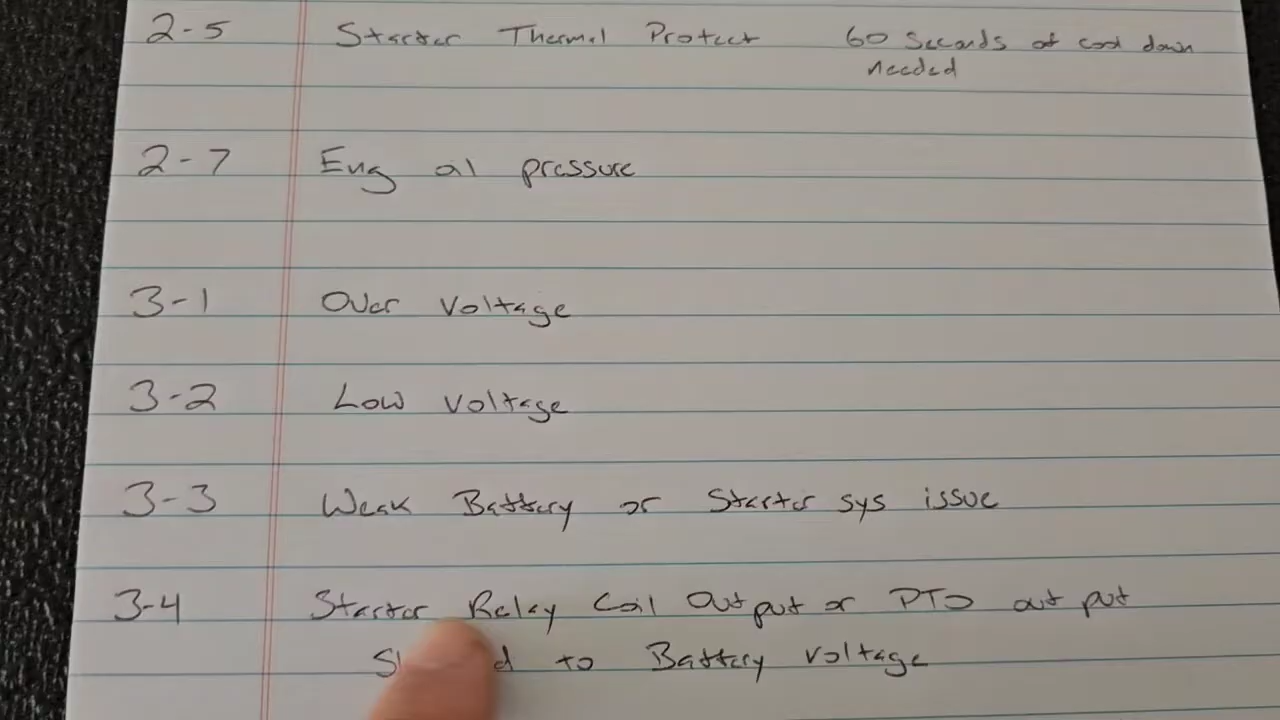 2-5 Starter Thermal Protect 60 Seconds of cool down
needed
2-7 Eng oil pressure
3-1 Over Voltage
3-2 Low Voltage
3-3 Weak Battery or Starter sys issue
3-4 Starter Relay Coil Output or PTO output
to Battery voltage